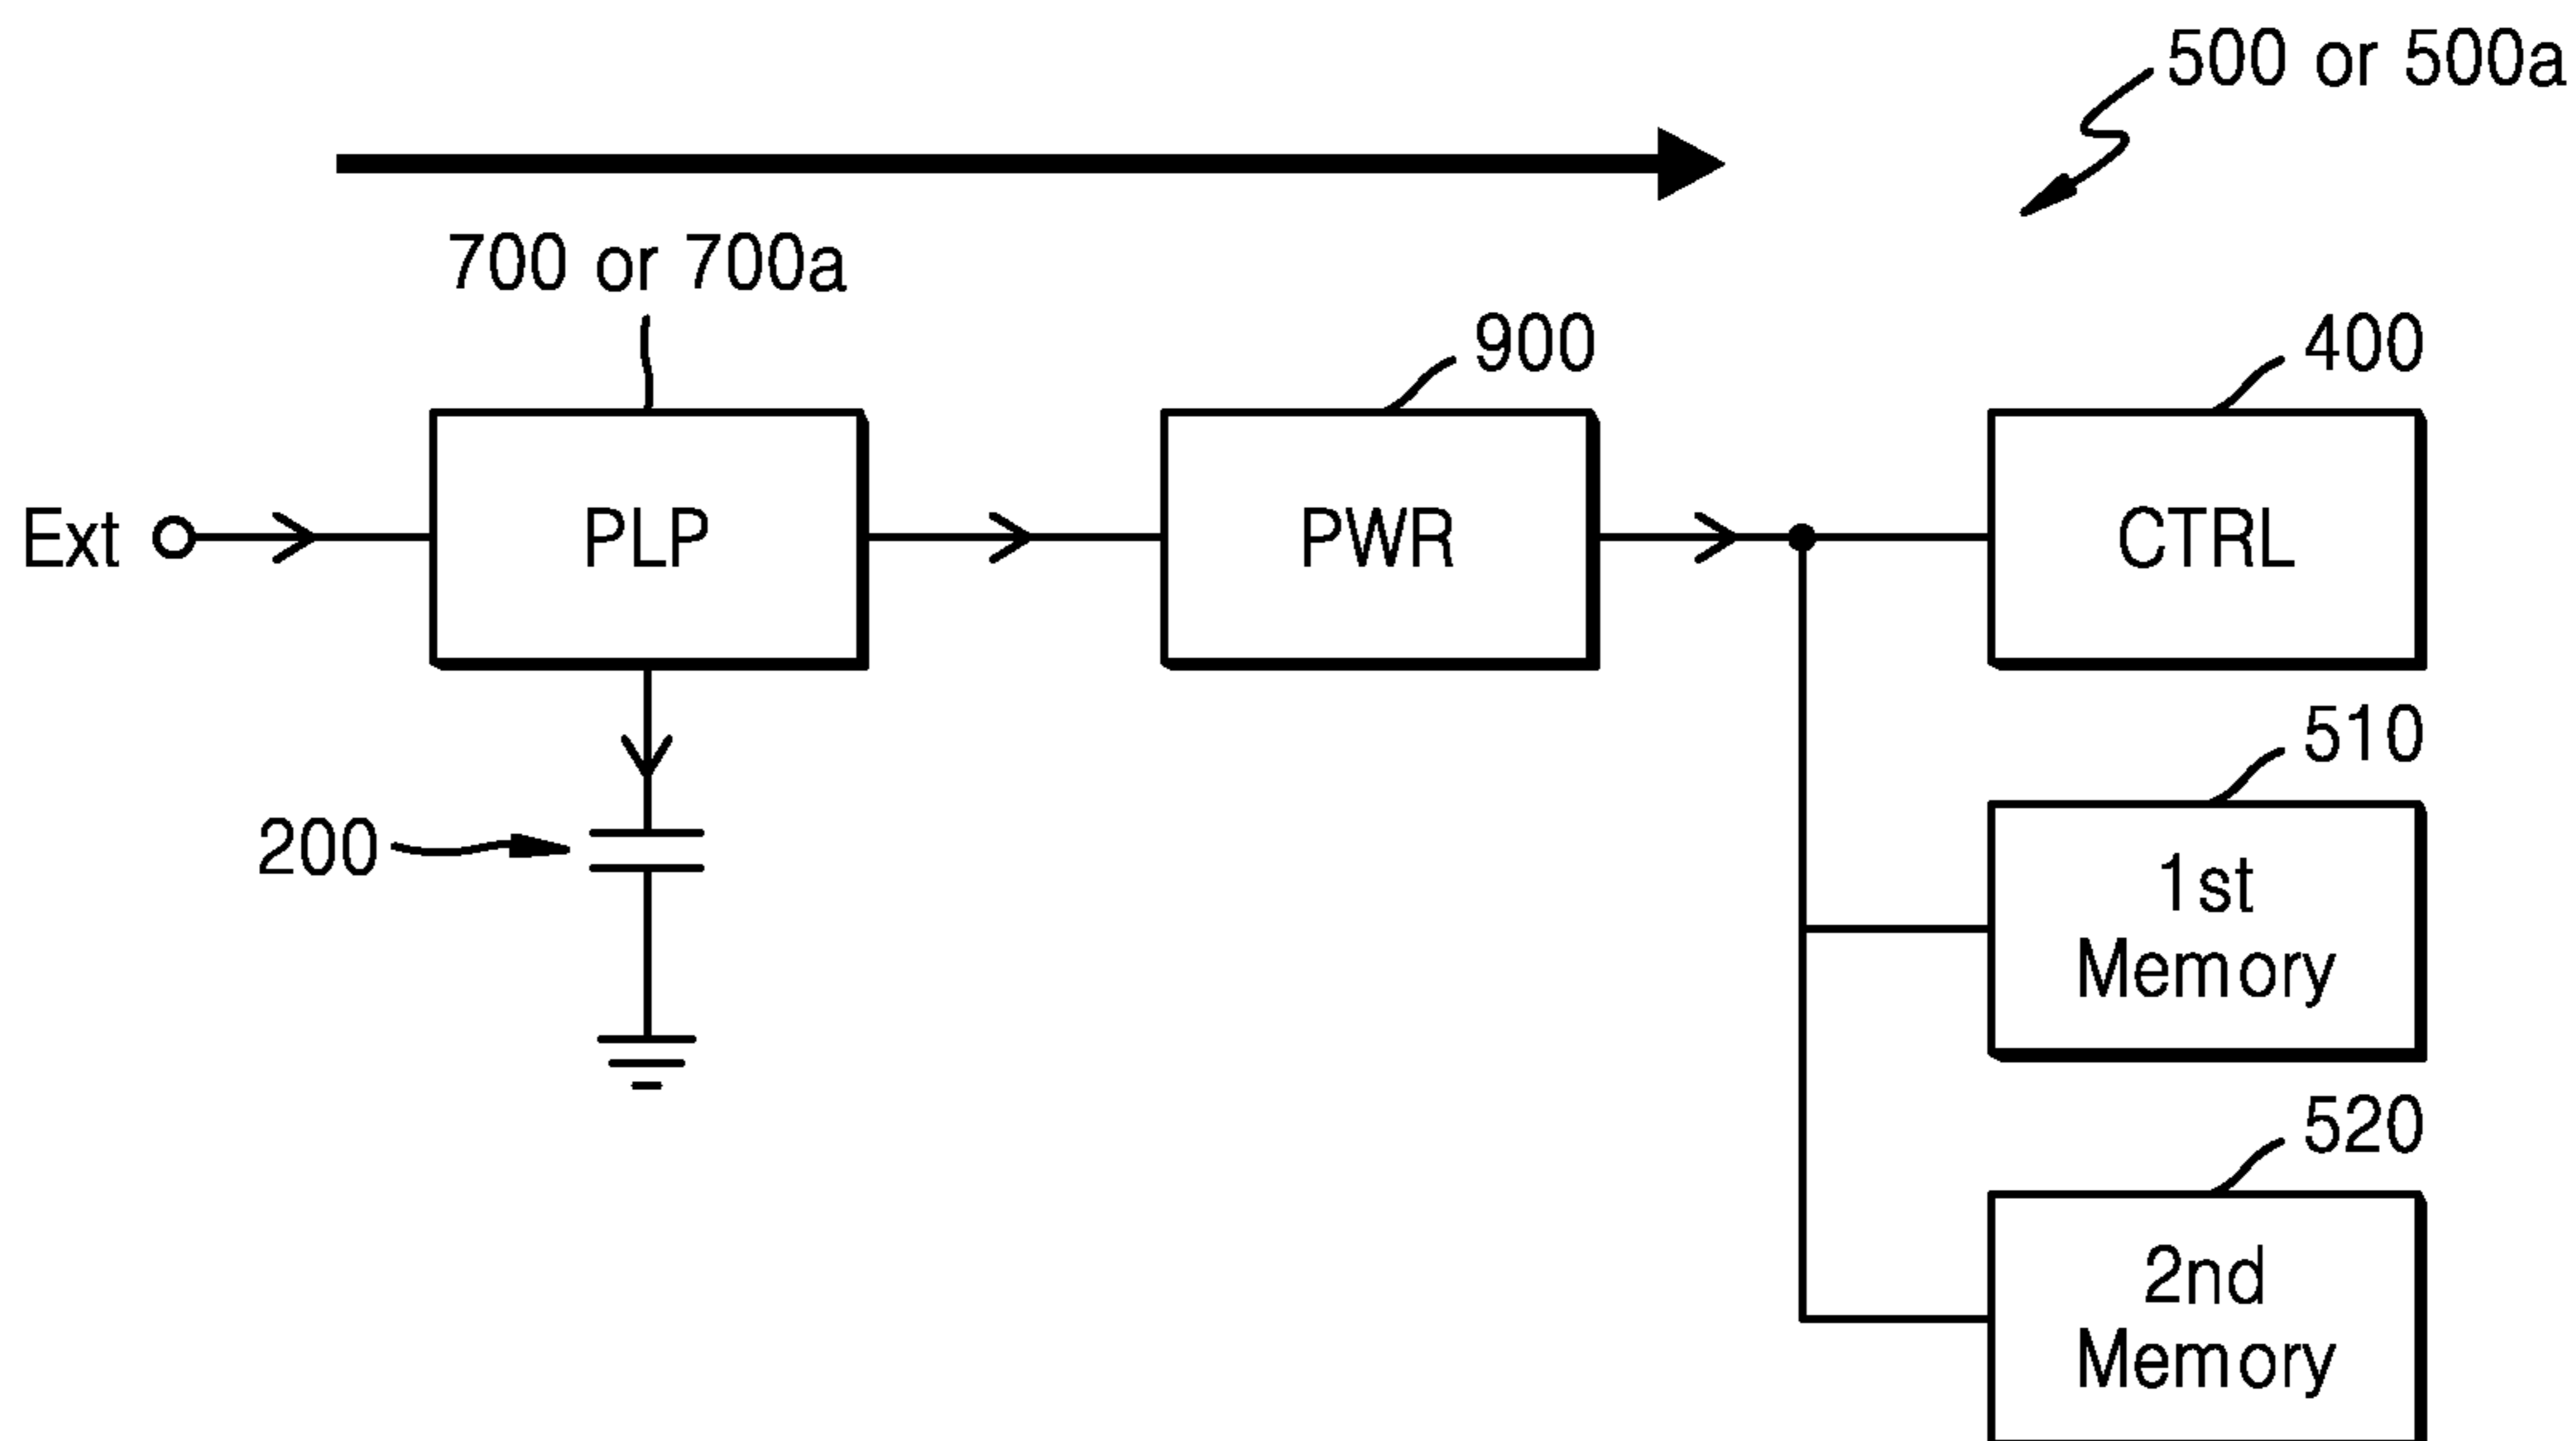 500 or 500a
700 or 700a
900
400
Ext
PLP
PWR
CTRL
510
200
1st
Memory
520
2nd
Memory